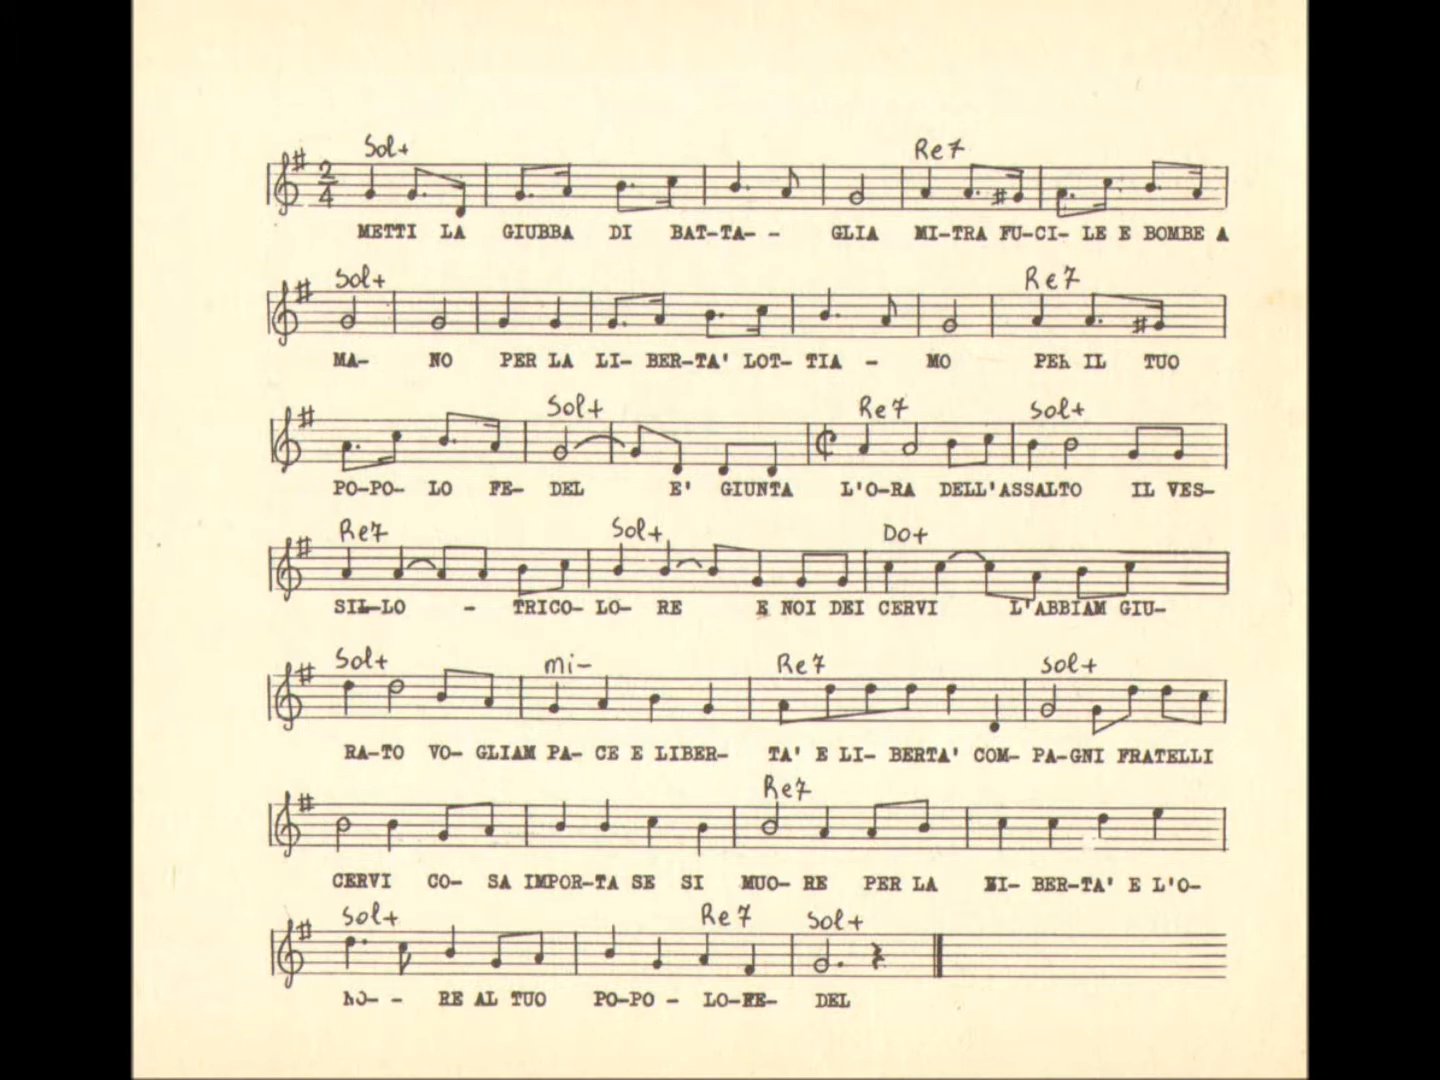 Sol+ Re7
2 4
METTI LA GIUBBA DI BAT-TA- - GLIA MI-TRA FU-CI- LE E BOMBE A
Sol+ Re7
MA- NO PER LA LI- BER-TA' LOT- TIA - MO PER IL TUO
Sol+ Re7 Sol+
PO-PO- LO FE- DEL E' GIUNTA L'O-RA DELL'ASSALTO IL VES-
Re7 Sol+ Do+
SIL-LO - TRICO- LO- RE E NOI DEI CERVI L'ABBIAM GIU-
Sol+ mi- Re7 Sol+
RA-TO VO- GLIAM PA- CE E LIBER- TA' E LI- BERTA' COM- PA-GNI FRATELLI
Re7
CERVI CO- SA IMPOR-TA SE SI MUO- RE PER LA LI- BER-TA' E L'O-
Sol+ Re7 Sol+
NO- - RE AL TUO PO-PO - LO-FE- DEL